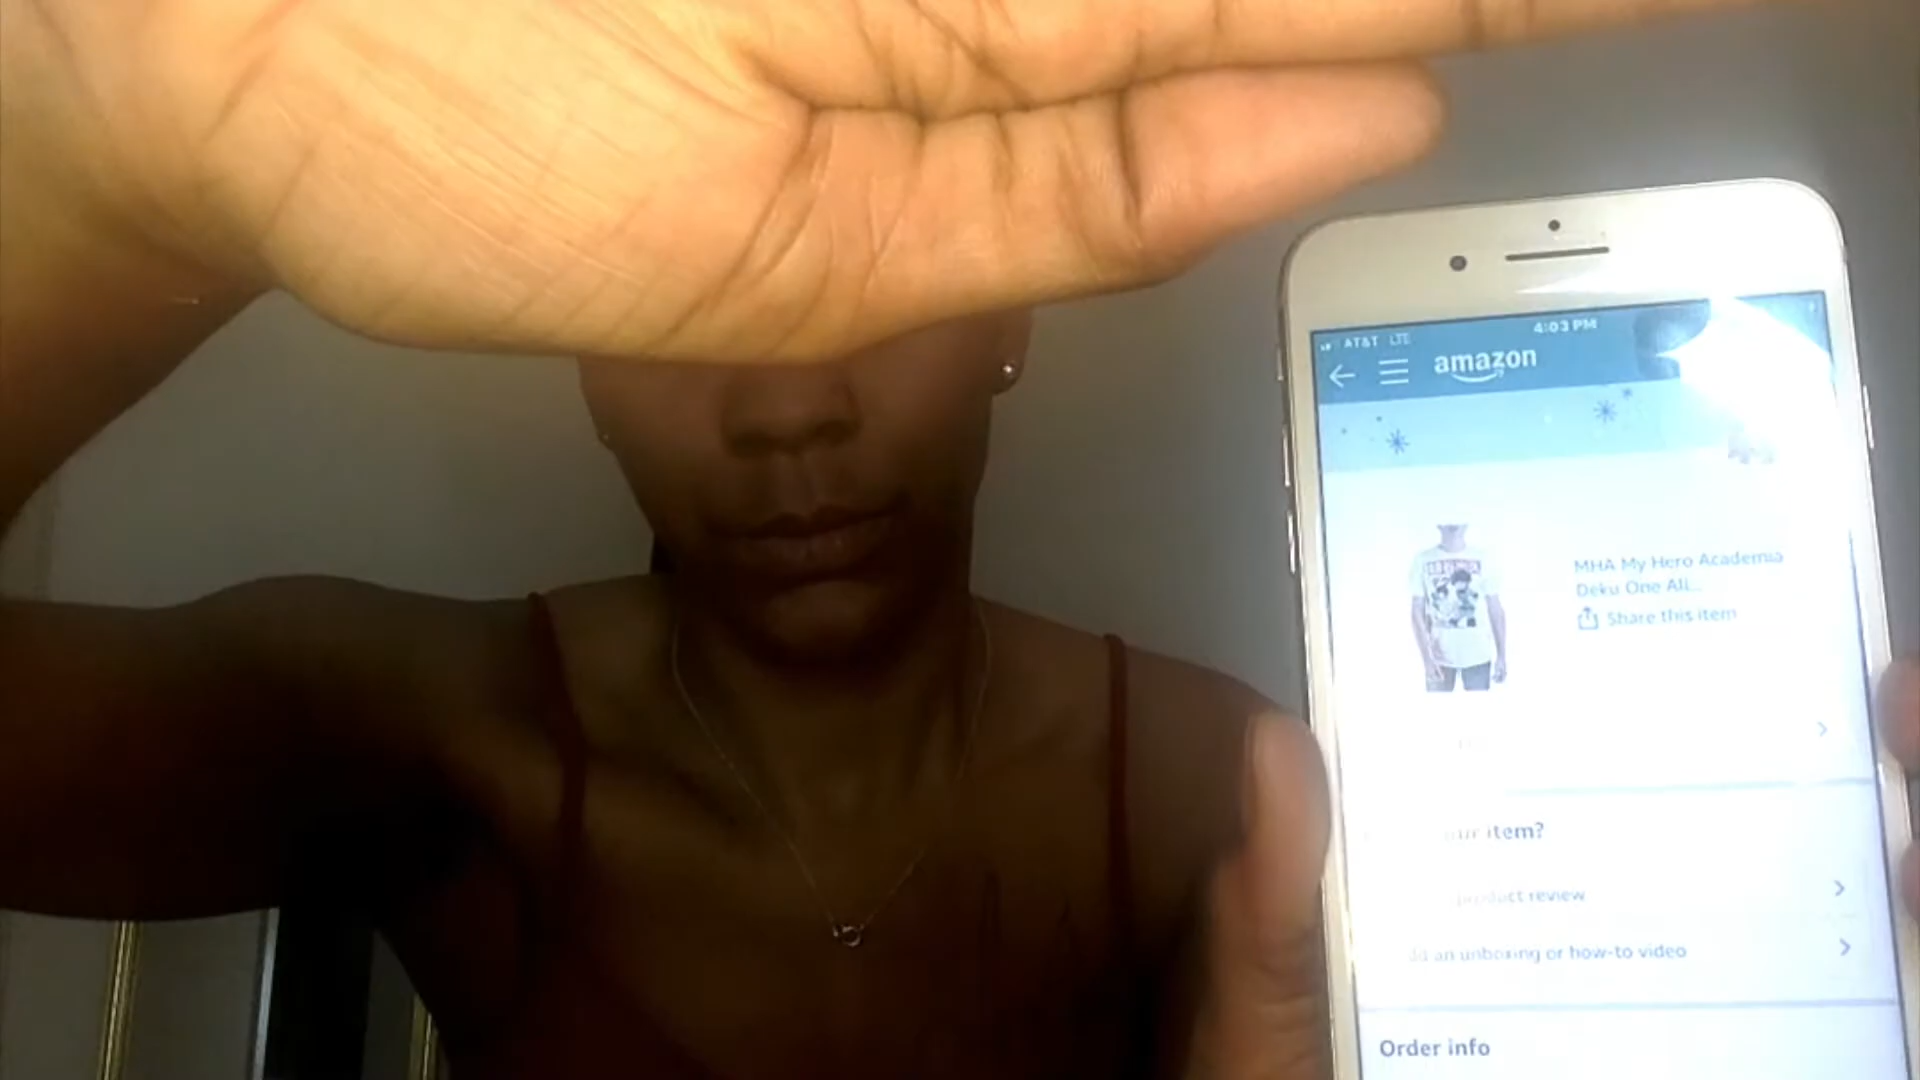 AT&T LTE
4:03 PM
amazon
MHA My Hero Academia
Deku One All...
Share this item
item?
product review
an unboxing or how-to video
Order info